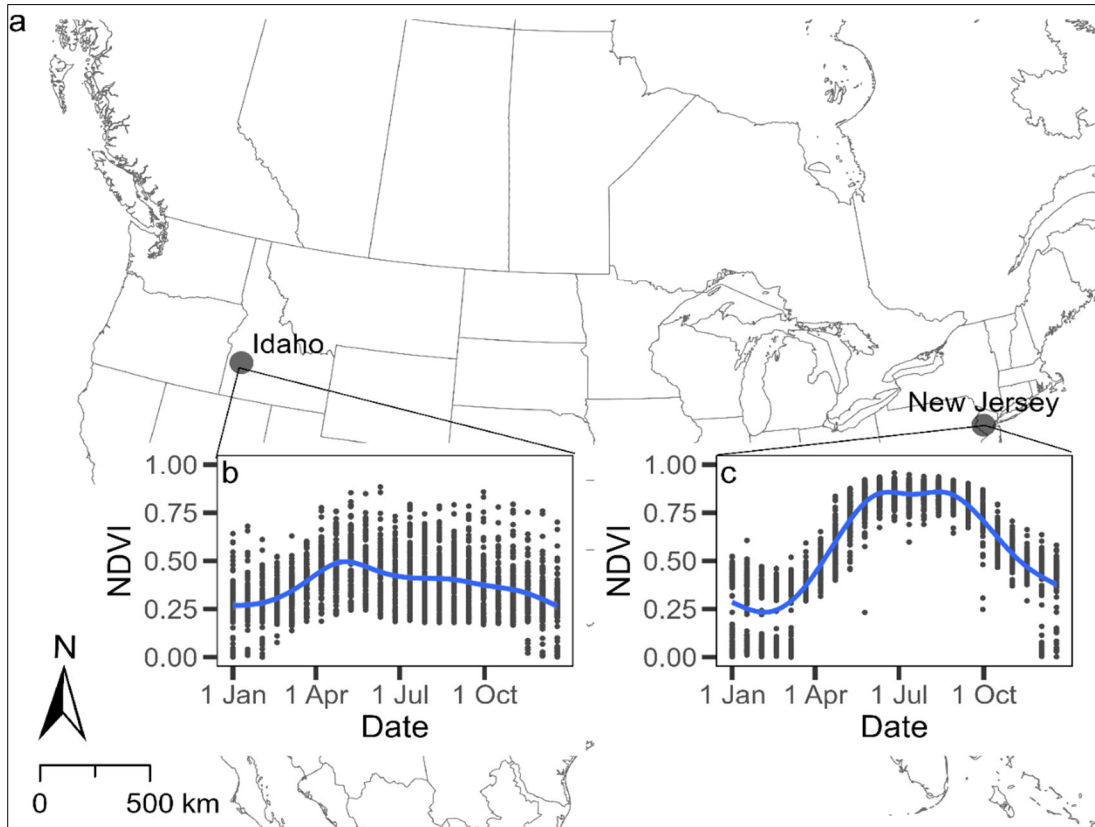 a
Idaho
New Jersey
b
1.00
0.75
0.50
0.25
0.00
NDVI
1 Jan
1 Apr
1 Jul
1 Oct
Date
c
1.00
0.75
0.50
0.25
0.00
NDVI
1 Jan
1 Apr
1 Jul
1 Oct
Date
N
0
500 km